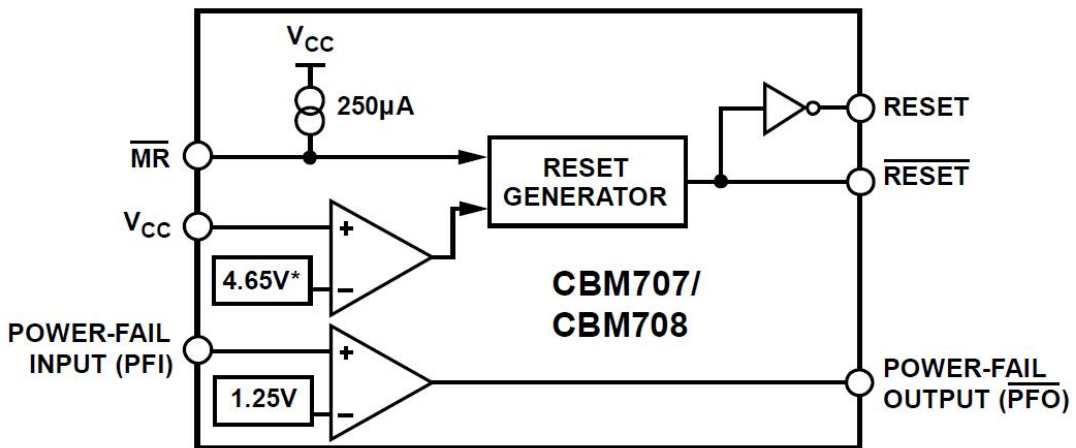 VCC
250μA
MR
RESET
RESET
GENERATOR
RESET
VCC
4.65V*
CBM707/
CBM708
POWER-FAIL
INPUT (PFI)
1.25V
POWER-FAIL
OUTPUT (PFO)